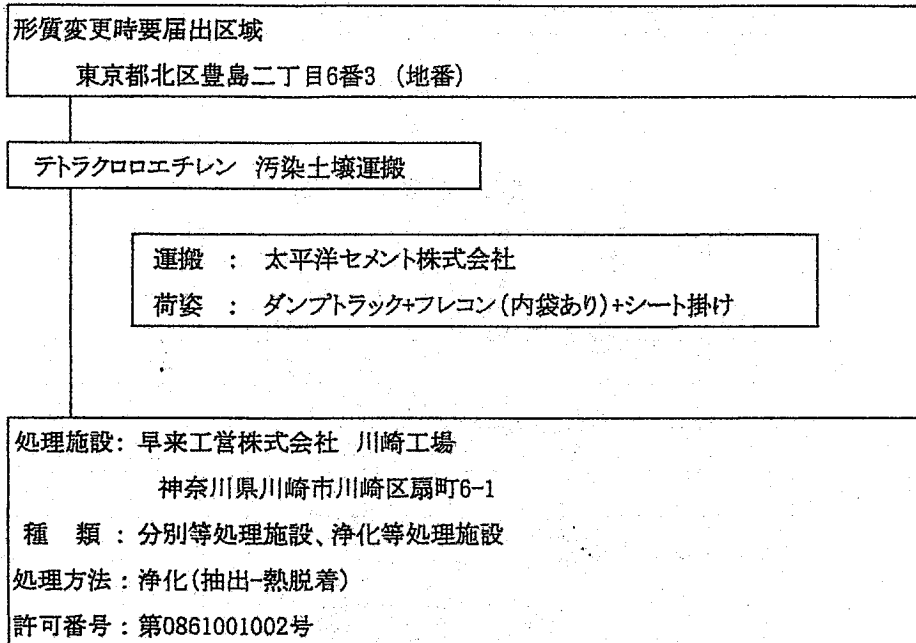 形質変更時要届出区域
東京都北区豊島二丁目6番3 (地番)
テトラクロロエチレン 汚染土壌運搬
運搬 : 太平洋セメント株式会社
荷姿 : ダンプトラック+フレコン(内袋あり)+シート掛け
処理施設: 早来工営株式会社 川崎工場
神奈川県川崎市川崎区扇町6-1
種 類 : 分別等処理施設、浄化等処理施設
処理方法 : 浄化(抽出-熱脱着)
許可番号 : 第0861001002号